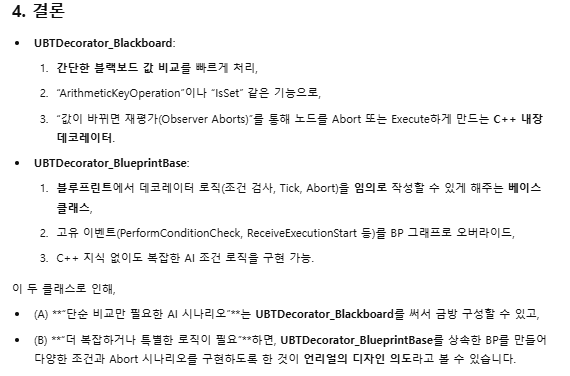 4. 결론
• UBTDecorator_Blackboard:
1. 간단한 블랙보드 값 비교를 빠르게 처리,
2. “ArithmeticKeyOperation”이나 “IsSet” 같은 기능으로,
3. “값이 바뀌면 재평가(Observer Aborts)”를 통해 노드를 Abort 또는 Execute하게 만드는 C++ 내장
데코레이터.
• UBTDecorator_BlueprintBase:
1. 블루프린트에서 데코레이터 로직(조건 검사, Tick, Abort)을 임의로 작성할 수 있게 해주는 베이스
클래스,
2. 고유 이벤트(PerformConditionCheck, ReceiveExecutionStart 등)를 BP 그래프로 오버라이드,
3. C++ 지식 없이도 복잡한 AI 조건 로직을 구현 가능.
이 두 클래스로 인해,
• (A) **“단순 비교만 필요한 AI 시나리오”**는 UBTDecorator_Blackboard를 써서 금방 구성할 수 있고,
• (B) **“더 복잡하거나 특별한 로직이 필요”**하면, UBTDecorator_BlueprintBase를 상속한 BP를 만들어
다양한 조건과 Abort 시나리오를 구현하도록 한 것이 언리얼의 디자인 의도라고 볼 수 있습니다.